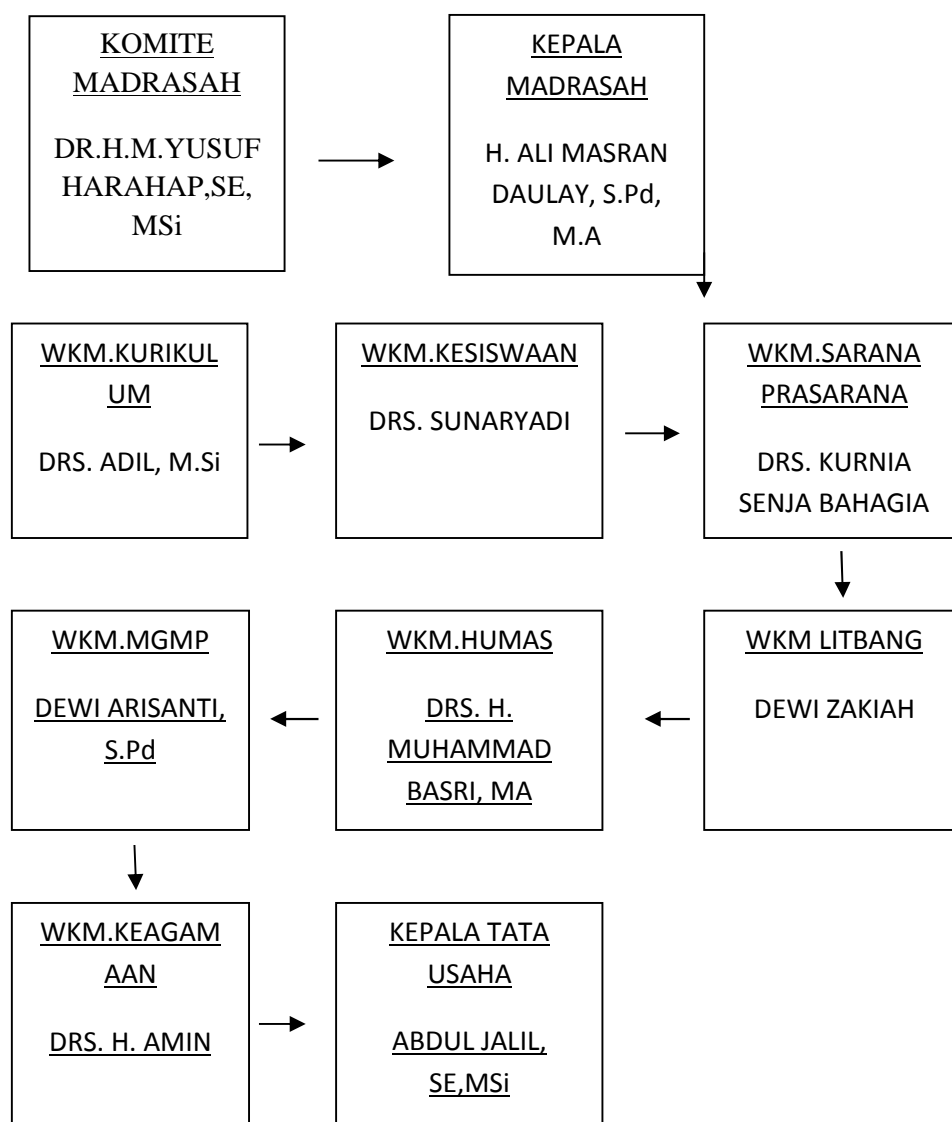 KOMITE
MADRASAH
DR.H.M.YUSUF
HARAHAP,SE,
MSi
KEPALA
MADRASAH
H. ALI MASRAN
DAULAY, S.Pd,
M.A
WKM.KURIKUL
UM
DRS. ADIL, M.Si
WKM.KESISWAAN
DRS. SUNARYADI
WKM.SARANA
PRASARANA
DRS. KURNIA
SENJA BAHAGIA
WKM.MGMP
DEWI ARISANTI,
S.Pd
WKM.HUMAS
DRS. H.
MUHAMMAD
BASRI, MA
WKM LITBANG
DEWI ZAKIAH
WKM.KEAGAM
AAN
DRS. H. AMIN
KEPALA TATA
USAHA
ABDUL JALIL,
SE,MSi